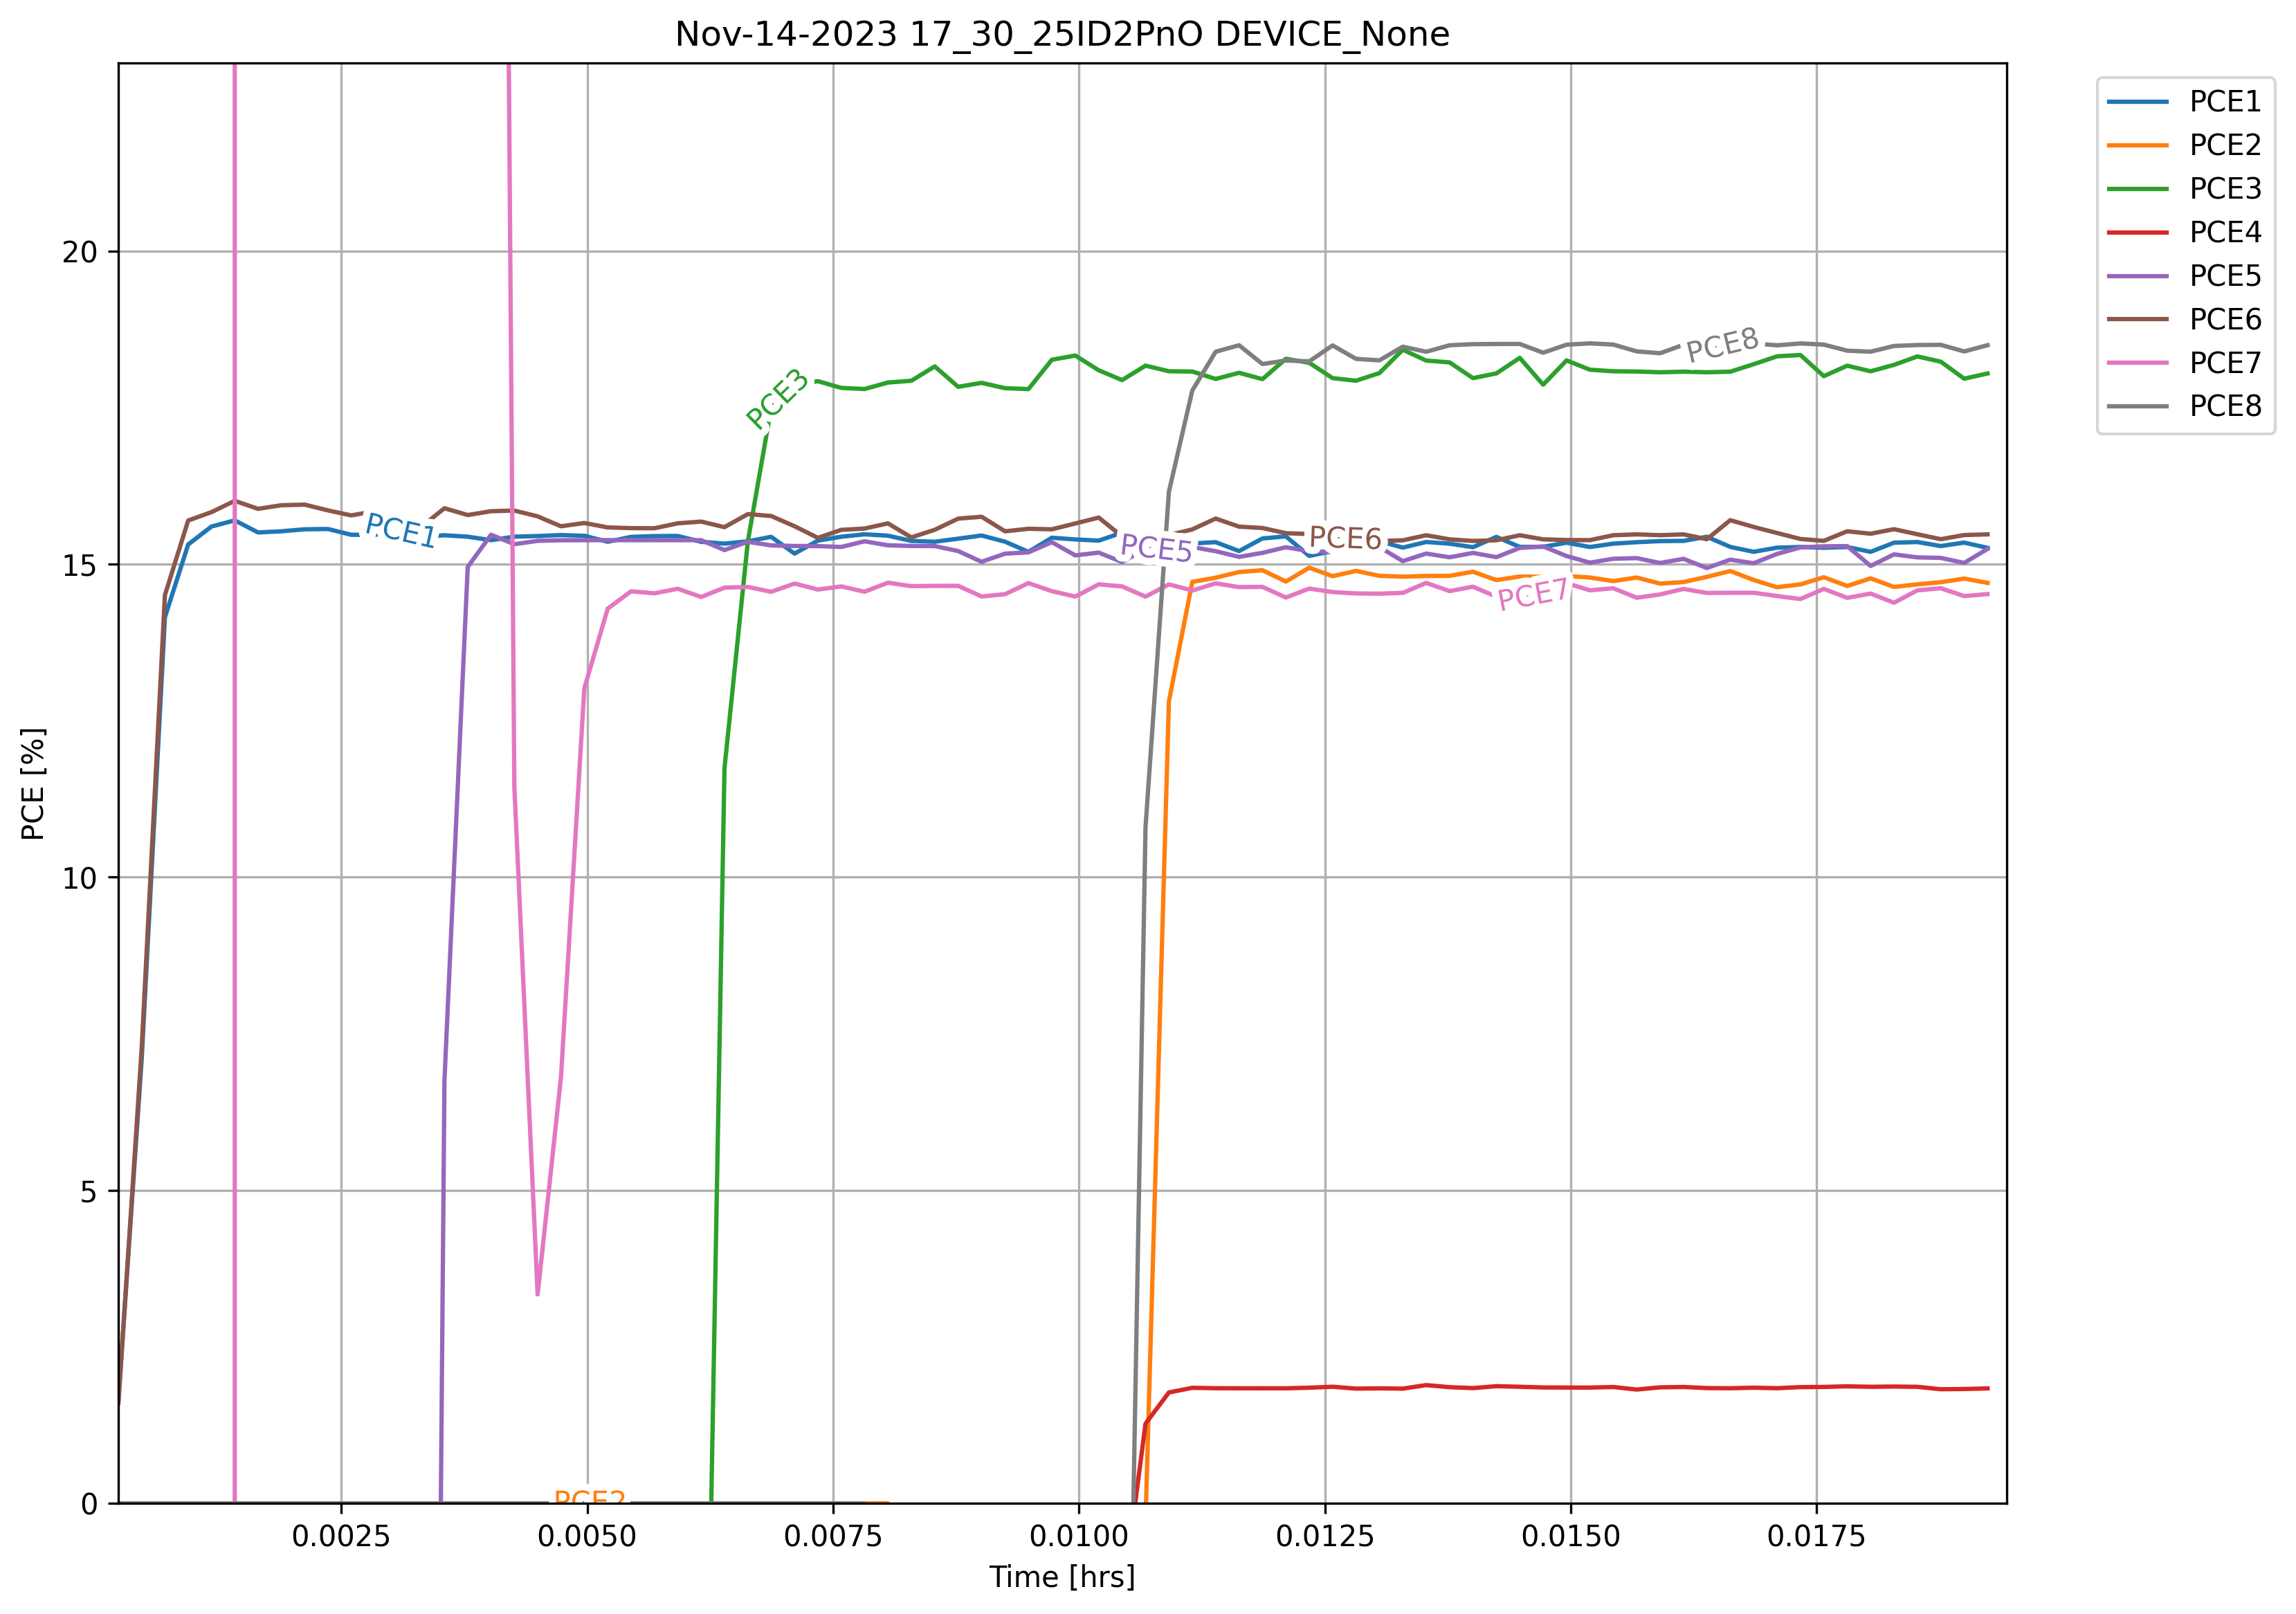 Nov-14-2023 17_30_25ID2PnO DEVICE_None
PCE1
PCE2
PCE3
PCE4
PCE5
PCE6
PCE7
PCE8
20
15
10
5
0
PCE [%]
PCE8
PCE3
PCE1
PCE5
PCE6
PCE7
PCE2
0.0025
0.0050
0.0075
0.0100
0.0125
0.0150
0.0175
Time [hrs]